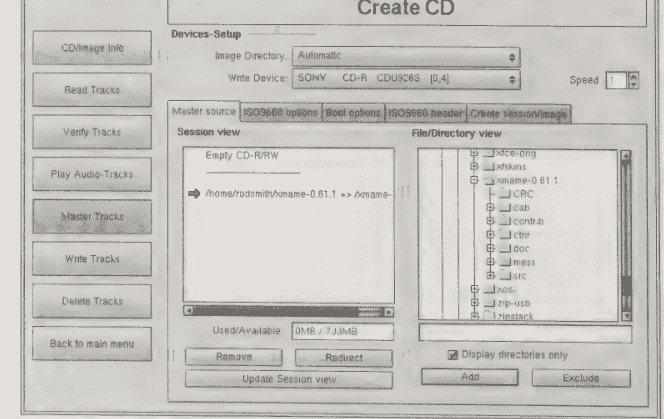 Create CD
Devices-Setup
Image Directory: Automatic
Write Device: SONY CD-R CDU926S [0,4] Speed 1
CD/Image Info
Read Tracks
Verify Tracks
Play Audio-Tracks
Master Tracks
Write Tracks
Delete Tracks
Back to main menu
Master source ISO9660 options Boot options ISO9660 header Create session/image
Session view
Empty CD-R/RW
/home/rodsmith/xmame-0.61.1 => /xmame-
Used/Available 0MB / 703MB
Remove Redirect
Update Session view
File/Directory view
xfce-orig
xfskins
xmame-0.61.1
CRC
cab
contrib
ctrlr
doc
mess
src
zip-usb
zipslack
Display directories only
Add Exclude